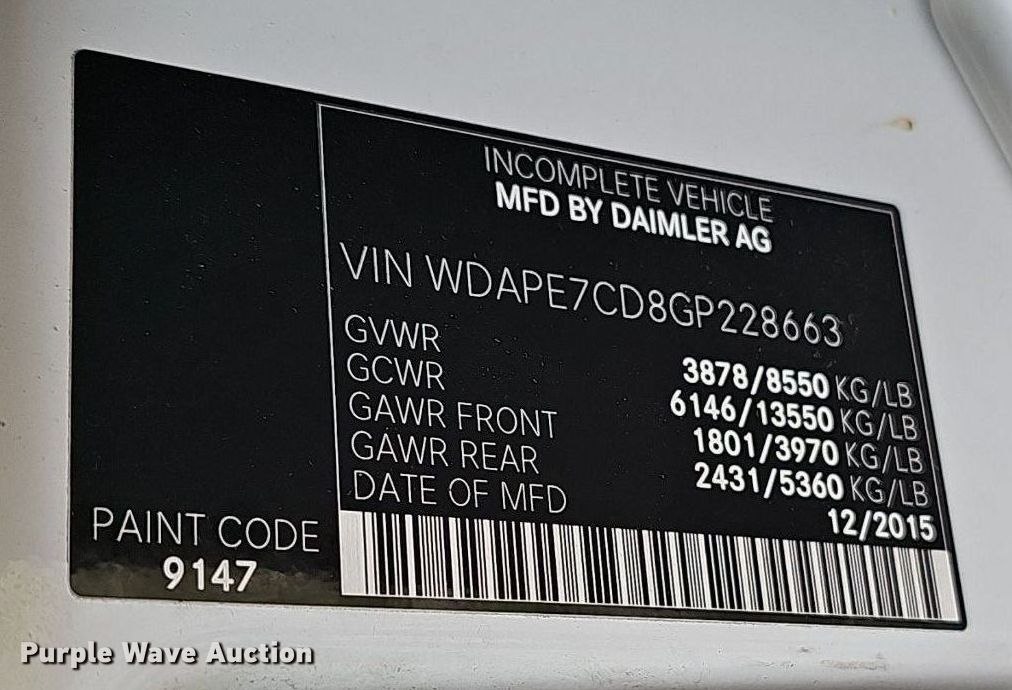 INCOMPLETE VEHICLE
MFD BY DAIMLER AG
VIN WDAPE7CD8GP228663
GVWR 3878/8550 KG/LB
GCWR 6146/13550 KG/LB
GAWR FRONT 1801/3970 KG/LB
GAWR REAR 2431/5360 KG/LB
DATE OF MFD 12/2015
PAINT CODE
9147
Purple Wave Auction